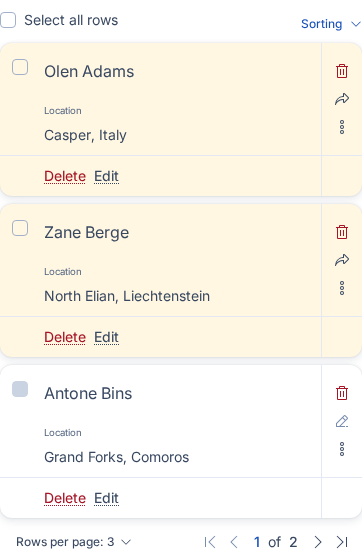 Select all rows
Sorting
Olen Adams
Location
Casper, Italy
Delete Edit
Zane Berge
Location
North Elian, Liechtenstein
Delete Edit
Antone Bins
Location
Grand Forks, Comoros
Delete Edit
Rows per page: 3 1 of 2